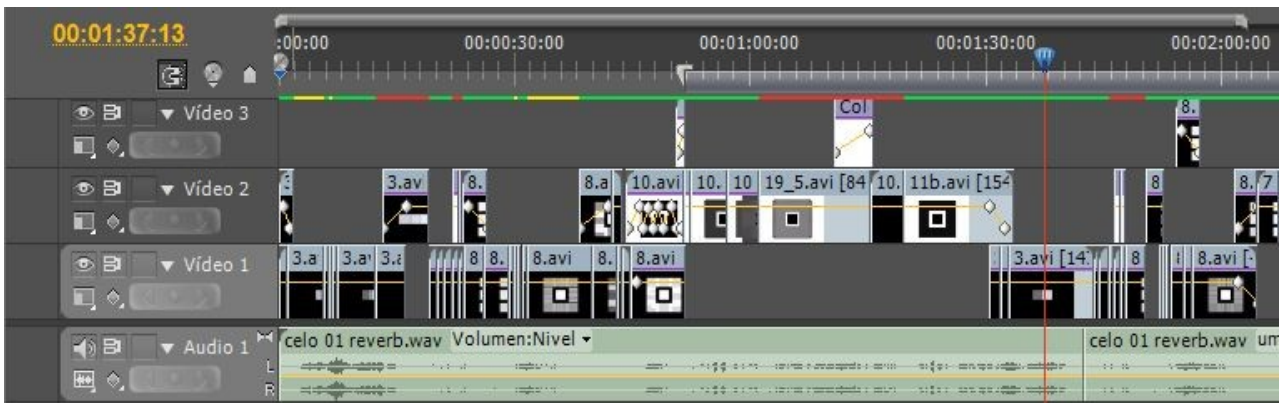 00:01:37:13
:00:00 00:00:30:00 00:01:00:00 00:01:30:00 00:02:00:00
Vídeo 3 Col 8.
Vídeo 2 3 3.av 8. 8.a 10.avi 10. 10 19_5.avi [84 10. 11b.avi [154 8 8. 7
Vídeo 1 3.a 3.a 3.a 8 8. 8.avi 8. 8.avi 3.avi [14 8 8.avi [-
Audio 1 celo 01 reverb.wav Volumen:Nivel celo 01 reverb.wav um
L
R